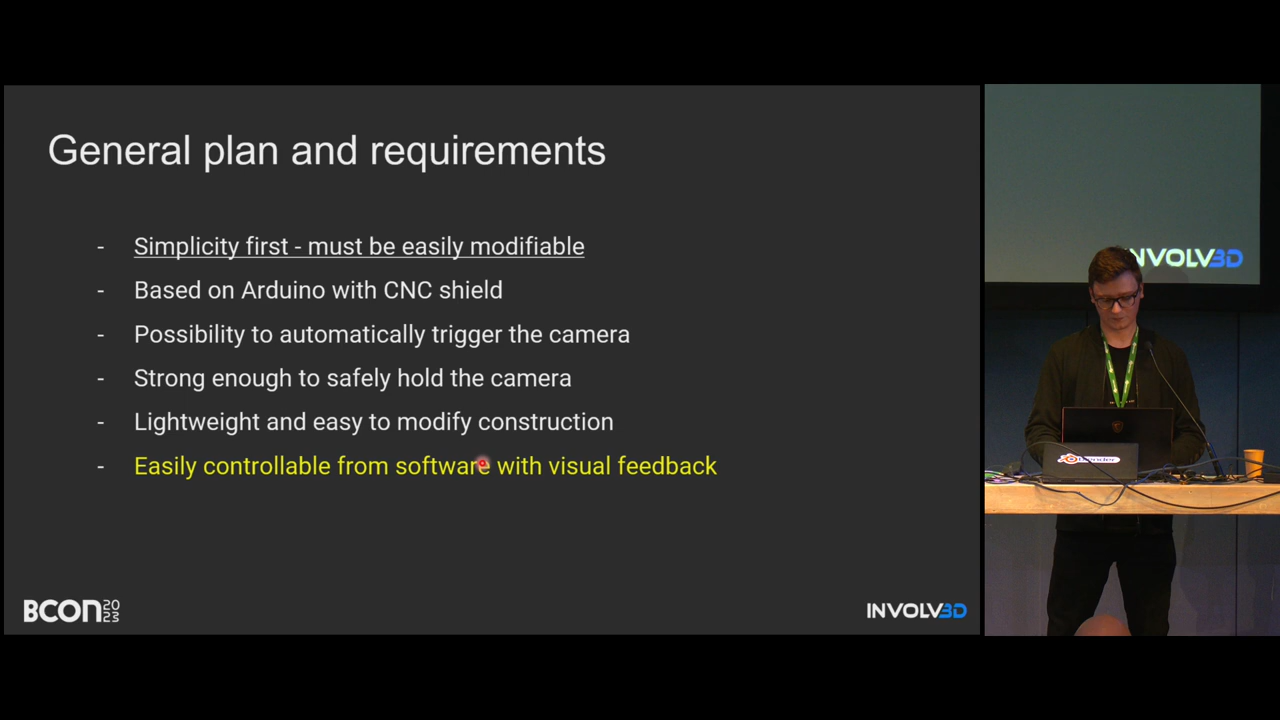 General plan and requirements
- Simplicity first - must be easily modifiable
- Based on Arduino with CNC shield
- Possibility to automatically trigger the camera
- Strong enough to safely hold the camera
- Lightweight and easy to modify construction
- Easily controllable from software with visual feedback
BCON 2023
INVOLV3D
INVOLV3D
blender